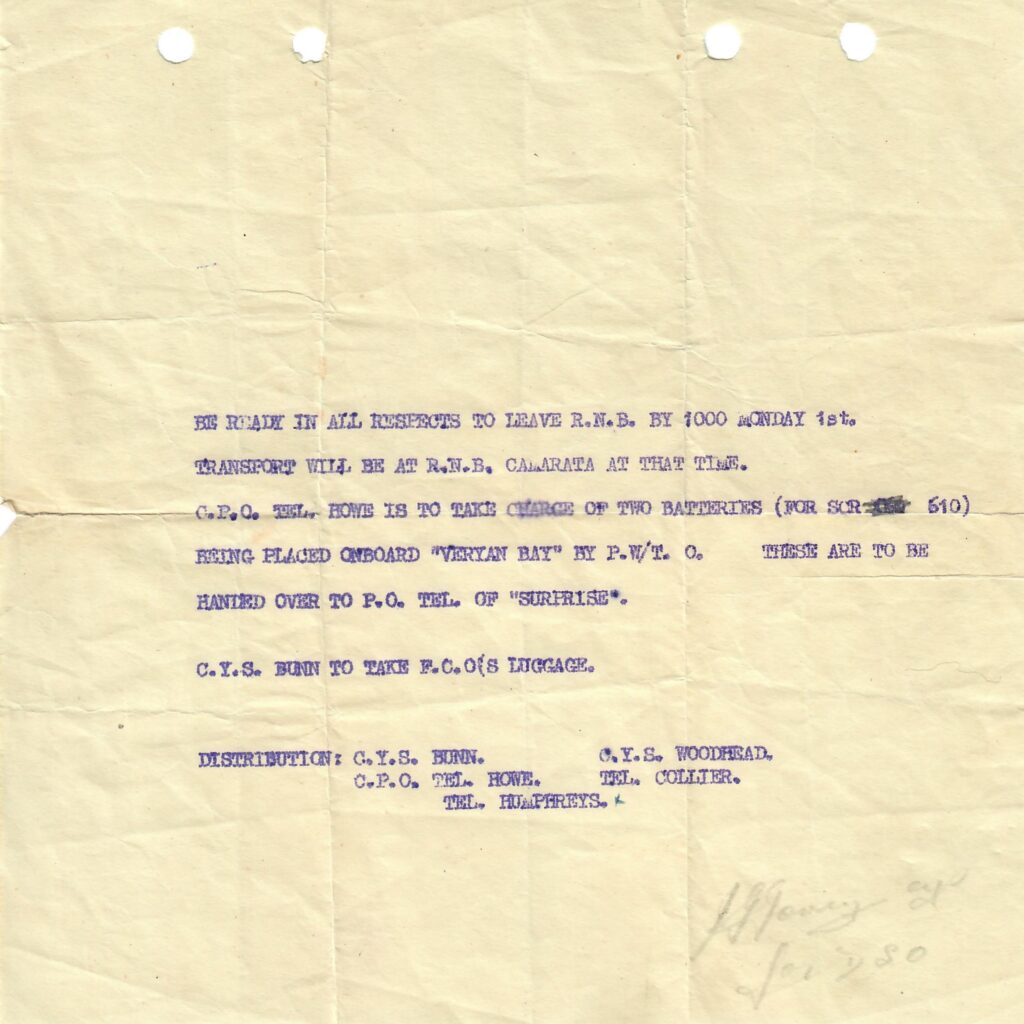 BE READY IN ALL RESPECTS TO LEAVE R.N.B. BY 1000 MONDAY 1st.
TRANSPORT WILL BE AT R.N.B. CAMARATA AT THAT TIME.
C.P.O. TEL. HOWE IS TO TAKE CHARGE OF TWO BATTERIES (FOR SCR 610)
BEING PLACED ONBOARD "VERYAN BAY" BY P.W/T. O. THESE ARE TO BE
HANDED OVER TO P.O. TEL. OF "SURPRISE".
C.Y.S. BUNN TO TAKE F.C.O(S LUGGAGE.
DISTRIBUTION: C.Y.S. BUNN. C.Y.S. WOODHEAD.
C.P.O. TEL. HOWE. TEL. COLLIER.
TEL. HUMPHREYS.
for